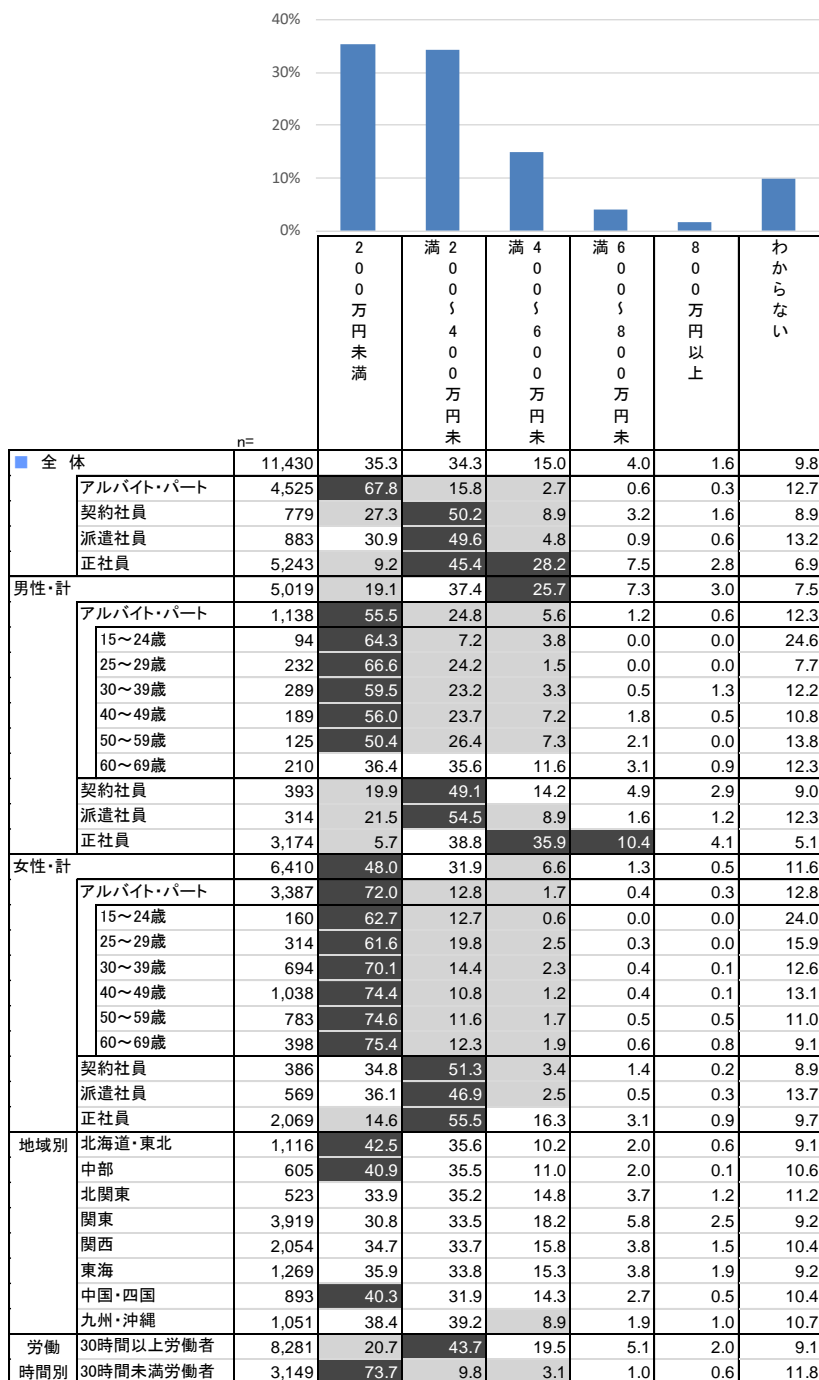 40%
30%
20%
10%
0%
200万円未満
200〜400万円未満
400〜600万円未満
600〜800万円未満
800万円以上
わからない
n=
■ 全 体 11,430 35.3 34.3 15.0 4.0 1.6 9.8
アルバイト・パート 4,525 67.8 15.8 2.7 0.6 0.3 12.7
契約社員 779 27.3 50.2 8.9 3.2 1.6 8.9
派遣社員 883 30.9 49.6 4.8 0.9 0.6 13.2
正社員 5,243 9.2 45.4 28.2 7.5 2.8 6.9
男性・計 5,019 19.1 37.4 25.7 7.3 3.0 7.5
アルバイト・パート 1,138 55.5 24.8 5.6 1.2 0.6 12.3
15〜24歳 94 64.3 7.2 3.8 0.0 0.0 24.6
25〜29歳 232 66.6 24.2 1.5 0.0 0.0 7.7
30〜39歳 289 59.5 23.2 3.3 0.5 1.3 12.2
40〜49歳 189 56.0 23.7 7.2 1.8 0.5 10.8
50〜59歳 125 50.4 26.4 7.3 2.1 0.0 13.8
60〜69歳 210 36.4 35.6 11.6 3.1 0.9 12.3
契約社員 393 19.9 49.1 14.2 4.9 2.9 9.0
派遣社員 314 21.5 54.5 8.9 1.6 1.2 12.3
正社員 3,174 5.7 38.8 35.9 10.4 4.1 5.1
女性・計 6,410 48.0 31.9 6.6 1.3 0.5 11.6
アルバイト・パート 3,387 72.0 12.8 1.7 0.4 0.3 12.8
15〜24歳 160 62.7 12.7 0.6 0.0 0.0 24.0
25〜29歳 314 61.6 19.8 2.5 0.3 0.0 15.9
30〜39歳 694 70.1 14.4 2.3 0.4 0.1 12.6
40〜49歳 1,038 74.4 10.8 1.2 0.4 0.1 13.1
50〜59歳 783 74.6 11.6 1.7 0.5 0.5 11.0
60〜69歳 398 75.4 12.3 1.9 0.6 0.8 9.1
契約社員 386 34.8 51.3 3.4 1.4 0.2 8.9
派遣社員 569 36.1 46.9 2.5 0.5 0.3 13.7
正社員 2,069 14.6 55.5 16.3 3.1 0.9 9.7
地域別 北海道・東北 1,116 42.5 35.6 10.2 2.0 0.6 9.1
中部 605 40.9 35.5 11.0 2.0 0.1 10.6
北関東 523 33.9 35.2 14.8 3.7 1.2 11.2
関東 3,919 30.8 33.5 18.2 5.8 2.5 9.2
関西 2,054 34.7 33.7 15.8 3.8 1.5 10.4
東海 1,269 35.9 33.8 15.3 3.8 1.9 9.2
中国・四国 893 40.3 31.9 14.3 2.7 0.5 10.4
九州・沖縄 1,051 38.4 39.2 8.9 1.9 1.0 10.7
労働 30時間以上労働者 8,281 20.7 43.7 19.5 5.1 2.0 9.1
時間別 30時間未満労働者 3,149 73.7 9.8 3.1 1.0 0.6 11.8